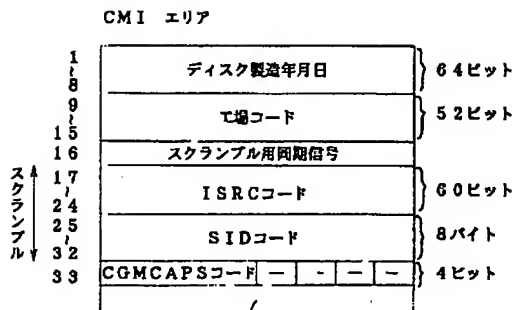 CMI エリア
1〜8 ディスク製造年月日 64ビット
9〜15 工場コード 52ビット
16 スクランブル用同期信号
17〜24 ISRCコード 60ビット
25〜32 SIDコード 8バイト
33 CGMCAPSコード — - — — 4ビット
スクランブル